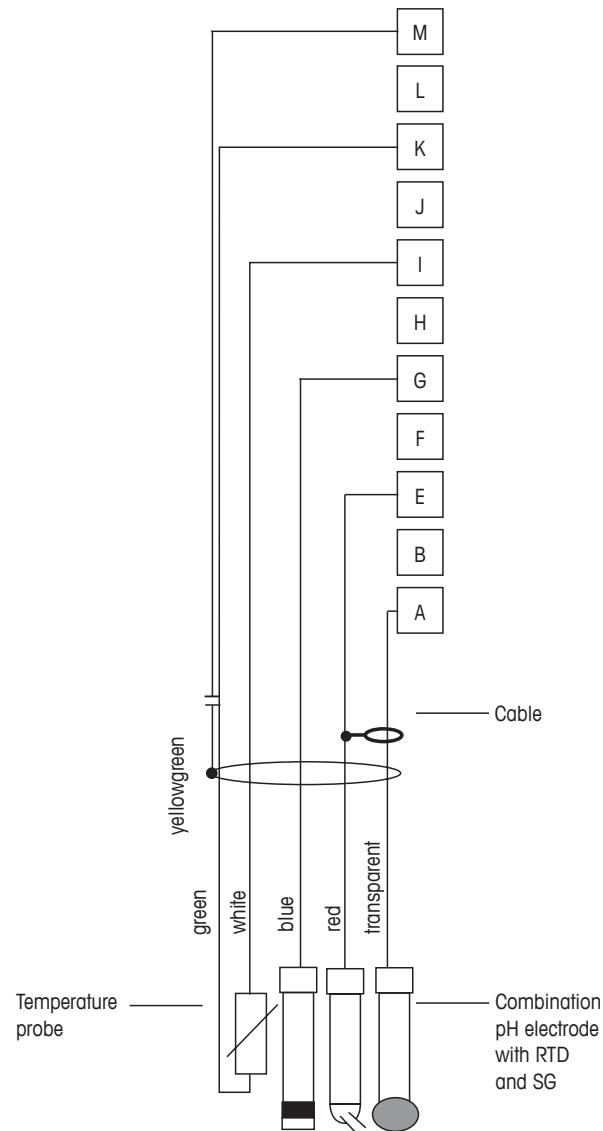 M
L
K
J
I
H
G
F
E
B
A
Cable
yellowgreen
green
white
blue
red
transparent
Temperature
probe
Combination
pH electrode
with RTD
and SG